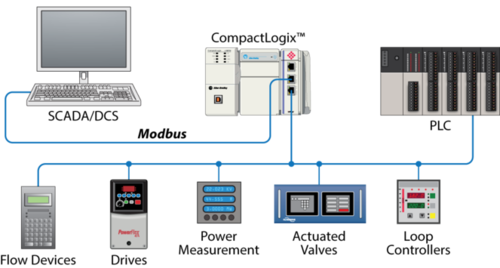 CompactLogix™
SCADA/DCS
PLC
Modbus
Flow Devices
Drives
Power
Measurement
Actuated
Valves
Loop
Controllers